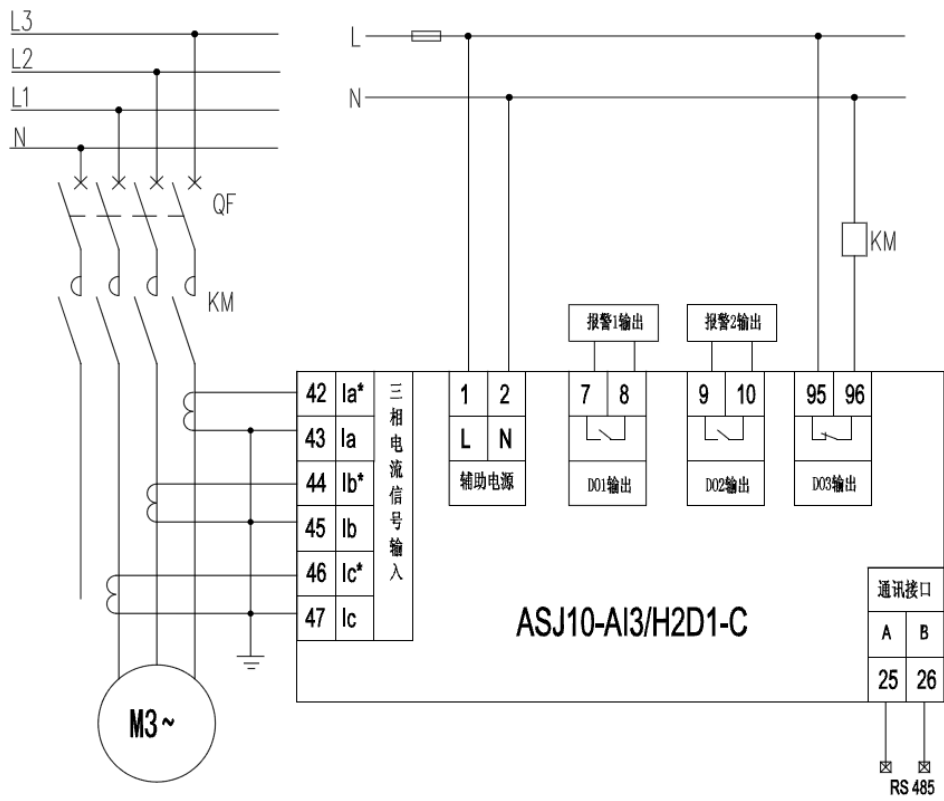 L3
L2
L1
N
QF
KM
L
N
KM
报警1输出
报警2输出
42 Ia*
43 Ia
44 Ib*
45 Ib
46 Ic*
47 Ic
三相电流信号输入
1 2
L N
辅助电源
7 8
DO1输出
9 10
DO2输出
95 96
DO3输出
ASJ10-AI3/H2D1-C
通讯接口
A B
25 26
RS 485
M3~